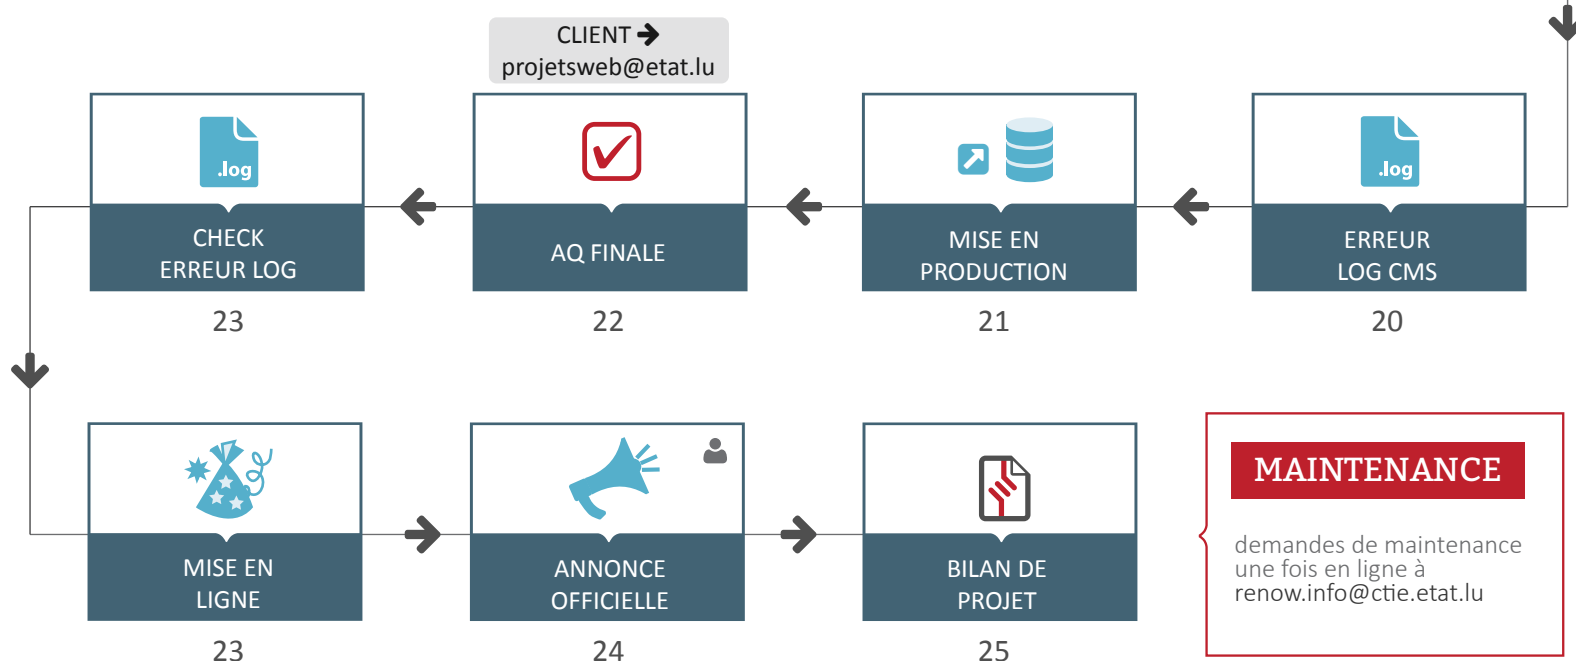 CLIENT ➔
projetsweb@etat.lu
.log
CHECK
ERREUR LOG
23
AQ FINALE
22
MISE EN
PRODUCTION
21
.log
ERREUR
LOG CMS
20
MISE EN
LIGNE
23
ANNONCE
OFFICIELLE
24
BILAN DE
PROJET
25
MAINTENANCE
demandes de maintenance
une fois en ligne à
renow.info@ctie.etat.lu